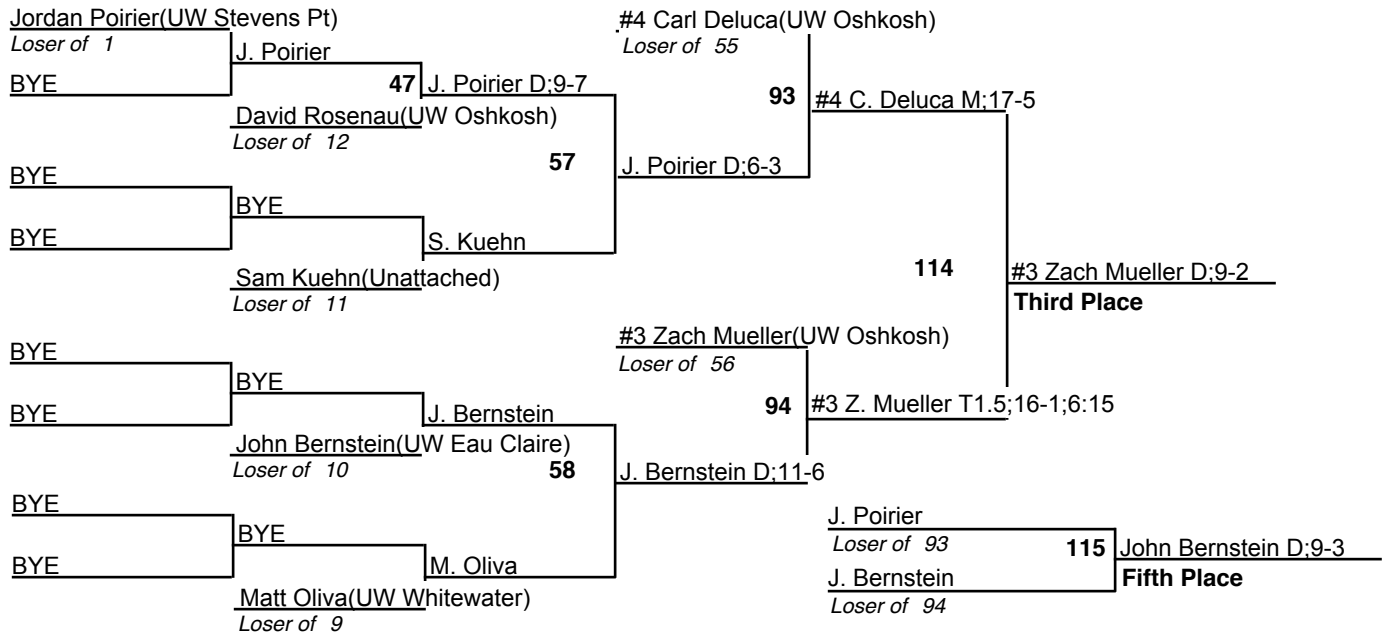 Jordan Poirier(UW Stevens Pt)
Loser of 1
BYE
J. Poirier
47
J. Poirier D;9-7
David Rosenau(UW Oshkosh)
Loser of 12
BYE
BYE
BYE
S. Kuehn
Sam Kuehn(Unattached)
Loser of 11
57
J. Poirier D;6-3
#4 Carl Deluca(UW Oshkosh)
Loser of 55
93
#4 C. Deluca M;17-5
BYE
BYE
BYE
J. Bernstein
John Bernstein(UW Eau Claire)
Loser of 10
58
J. Bernstein D;11-6
BYE
BYE
BYE
M. Oliva
Matt Oliva(UW Whitewater)
Loser of 9
#3 Zach Mueller(UW Oshkosh)
Loser of 56
94
#3 Z. Mueller T1.5;16-1;6:15
114
#3 Zach Mueller D;9-2
Third Place
J. Poirier
Loser of 93
J. Bernstein
Loser of 94
115
John Bernstein D;9-3
Fifth Place